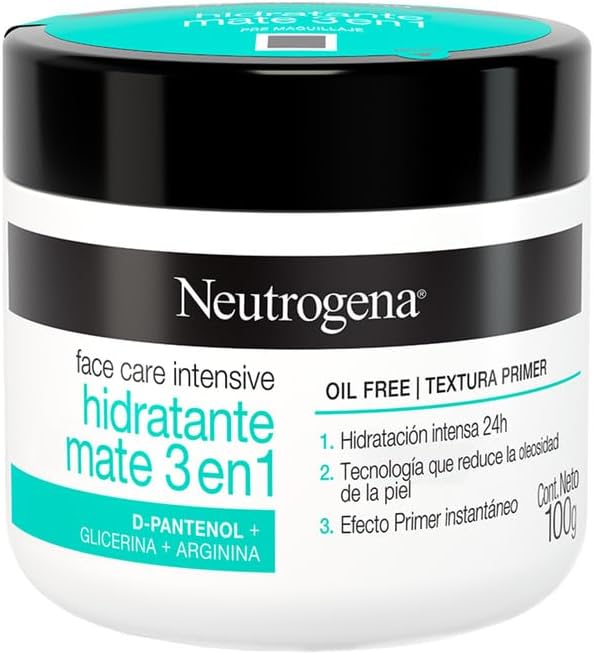 hidratante
mate 3 en 1
PRE MAQUILLAJE
Neutrogena®
face care intensive
hidratante
mate 3 en 1
D-PANTENOL +
GLICERINA + ARGININA
OIL FREE | TEXTURA PRIMER
1. Hidratación intensa 24h
2. Tecnología que reduce la oleosidad
de la piel
3. Efecto Primer instantáneo
Cont. Neto
100g